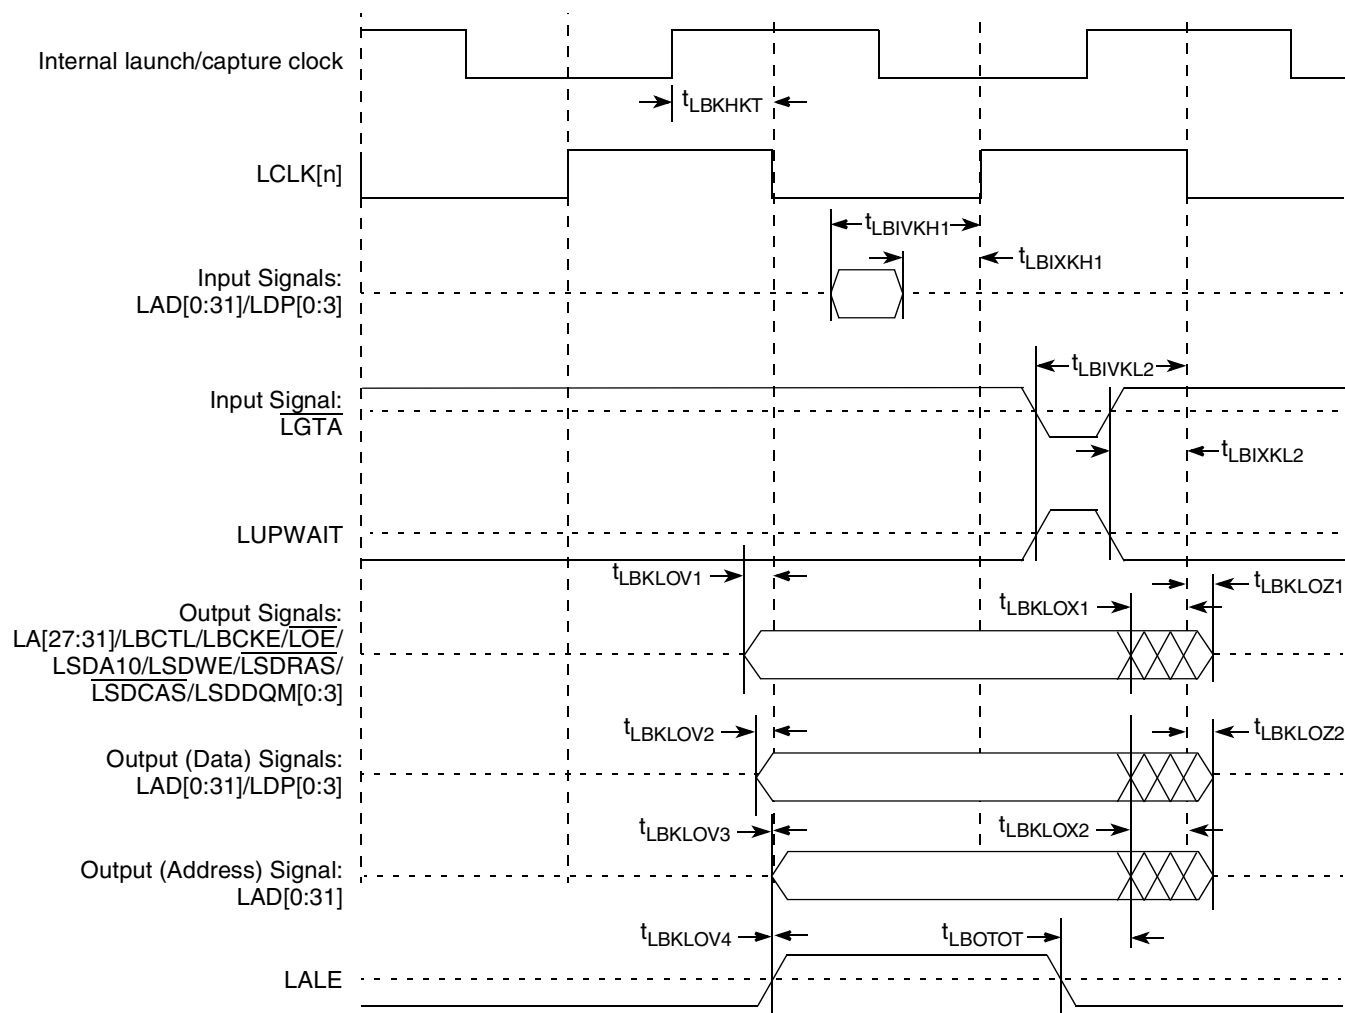 Internal launch/capture clock
tLBKHKT
LCLK[n]
tLBIVKH1
tLBIXKH1
Input Signals:
LAD[0:31]/LDP[0:3]
tLBIVKL2
Input Signal:
LGTA
tLBIXKL2
LUPWAIT
tLBKLOV1
tLBKLOZ1
tLBKLOX1
Output Signals:
LA[27:31]/LBCTL/LBCKE/LOE/
LSDA10/LSDWE/LSDRAS/
LSDCAS/LSDDQM[0:3]
tLBKLOV2
tLBKLOZ2
Output (Data) Signals:
LAD[0:31]/LDP[0:3]
tLBKLOV3
tLBKLOX2
Output (Address) Signal:
LAD[0:31]
tLBKLOV4
tLBOTOT
LALE